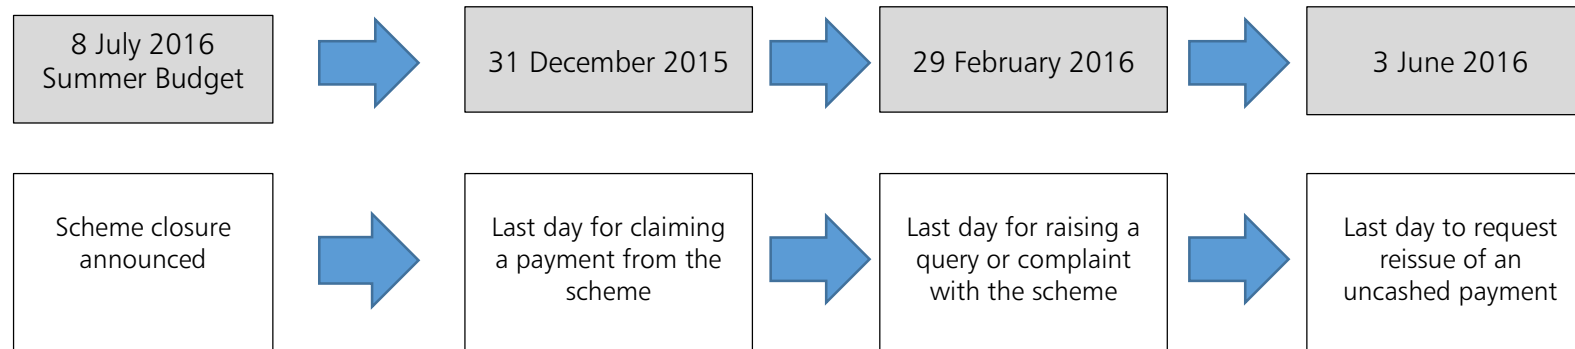 8 July 2016
Summer Budget
31 December 2015
29 February 2016
3 June 2016
Scheme closure
announced
Last day for claiming
a payment from the
scheme
Last day for raising a
query or complaint
with the scheme
Last day to request
reissue of an
uncashed payment